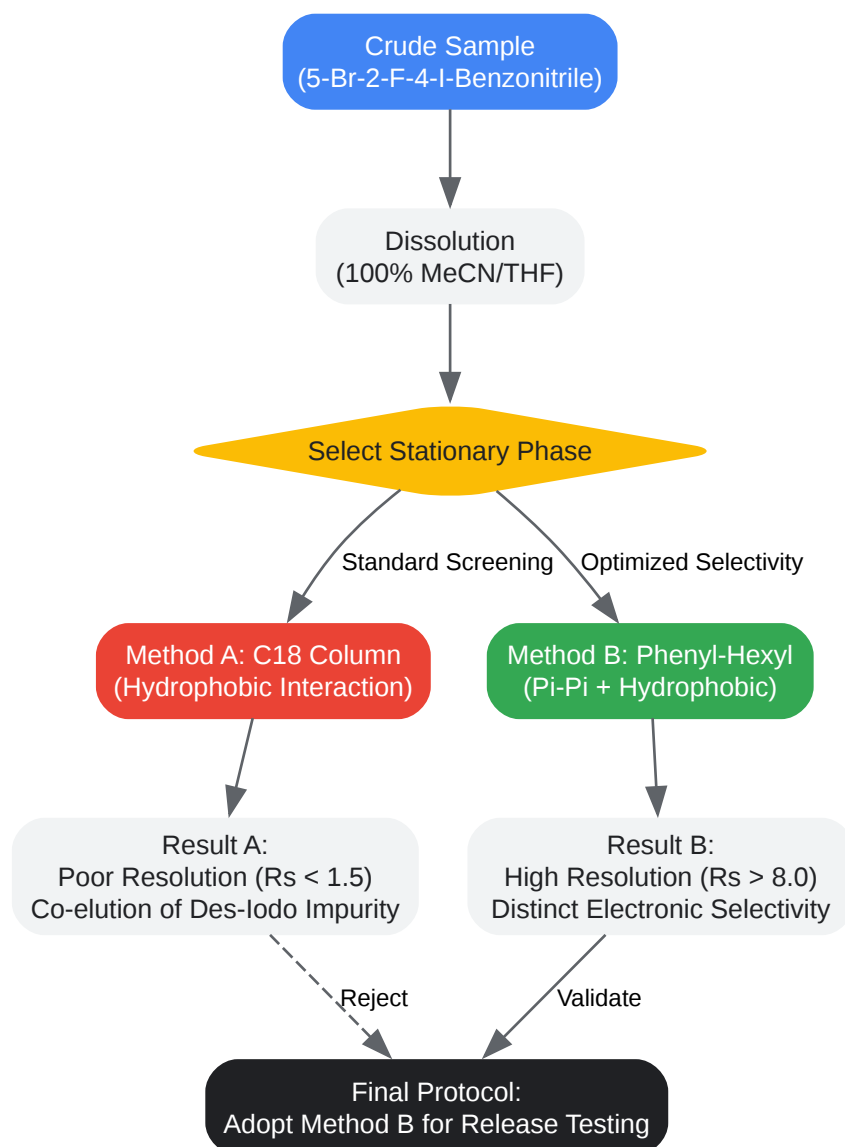 Crude Sample
(5-Br-2-F-4-I-Benzonitrile)
Dissolution
(100% MeCN/THF)
Select Stationary Phase
Standard Screening
Optimized Selectivity
Method A: C18 Column
(Hydrophobic Interaction)
Method B: Phenyl-Hexyl
(Pi-Pi + Hydrophobic)
Result A:
Poor Resolution (Rs < 1.5)
Co-elution of Des-Iodo Impurity
Result B:
High Resolution (Rs > 8.0)
Distinct Electronic Selectivity
Reject
Validate
Final Protocol:
Adopt Method B for Release Testing